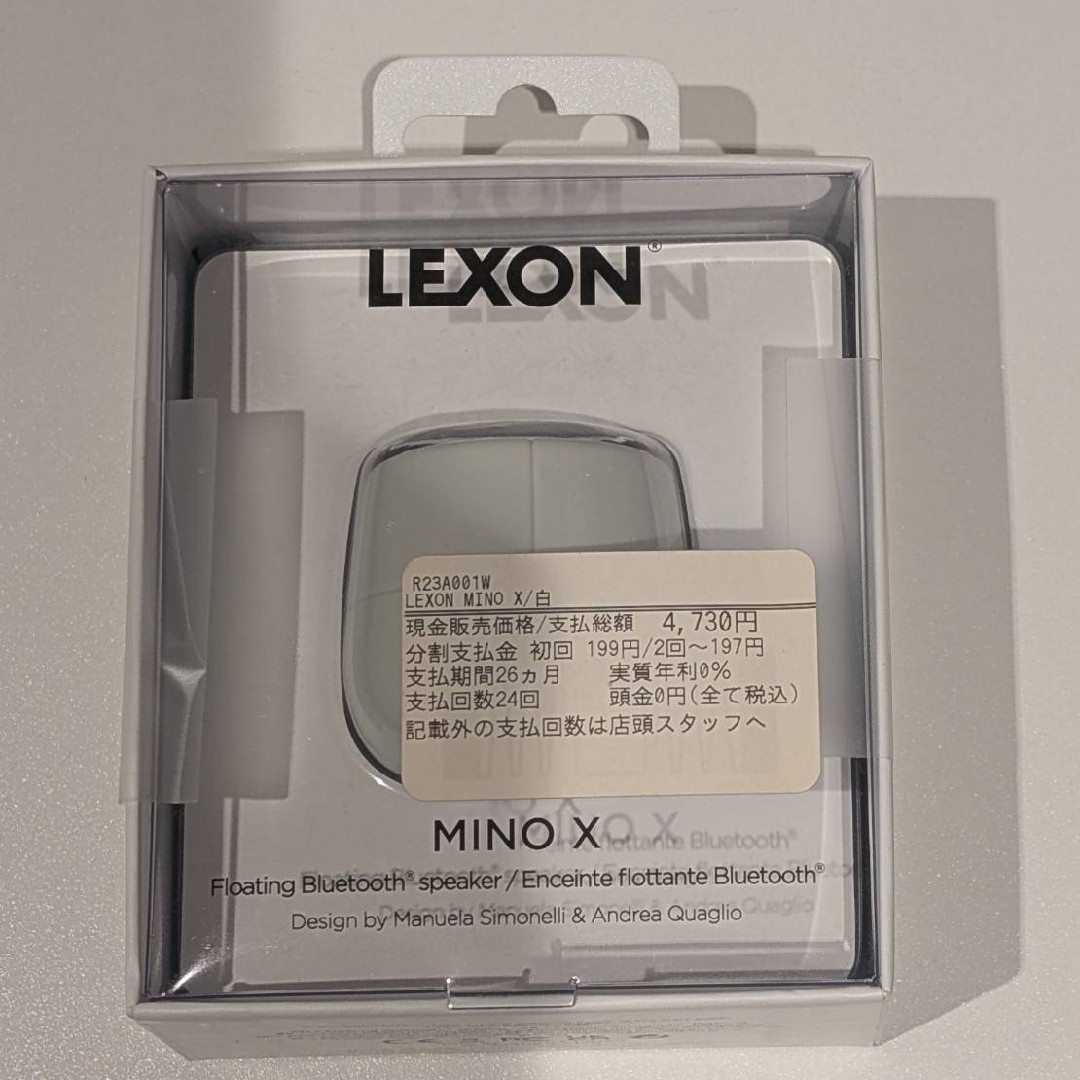 LEXON®
R23A001W
LEXON MINO X/白
現金販売価格/支払総額 4,730円
分割支払金 初回 199円/2回～197円
支払期間26ヵ月 実質年利0%
支払回数24回 頭金0円(全て税込)
記載外の支払回数は店頭スタッフへ
MINO X
Floating Bluetooth® speaker / Enceinte flottante Bluetooth®
Design by Manuela Simonelli & Andrea Quaglio